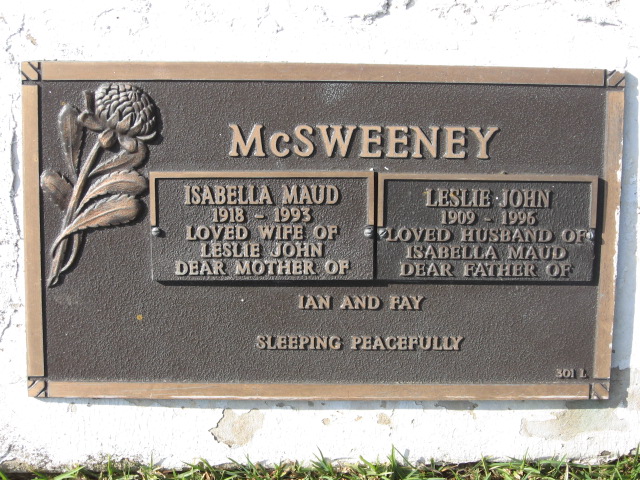 McSWEENEY
ISABELLA MAUD
1918 - 1993
LOVED WIFE OF
LESLIE JOHN
DEAR MOTHER OF
LESLIE JOHN
1909 - 1996
LOVED HUSBAND OF
ISABELLA MAUD
DEAR FATHER OF
IAN AND FAY
SLEEPING PEACEFULLY
301 L